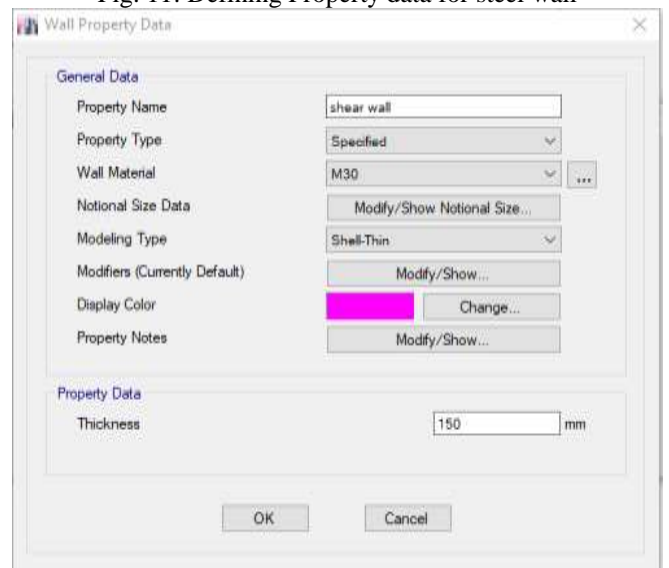 Fig. 11: Defining Property data for steel wall
Wall Property Data
General Data
Property Name shear wall
Property Type Specified
Wall Material M30 ...
Notional Size Data Modify/Show Notional Size...
Modeling Type Shell-Thin
Modifiers (Currently Default) Modify/Show...
Display Color Change...
Property Notes Modify/Show...
Property Data
Thickness 150 mm
OK Cancel